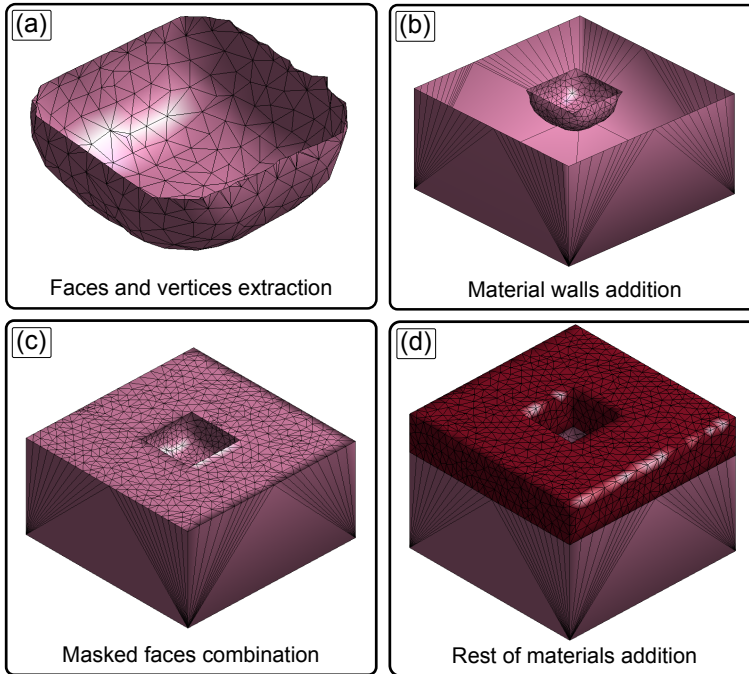 (a)
Faces and vertices extraction
(b)
Material walls addition
(c)
Masked faces combination
(d)
Rest of materials addition